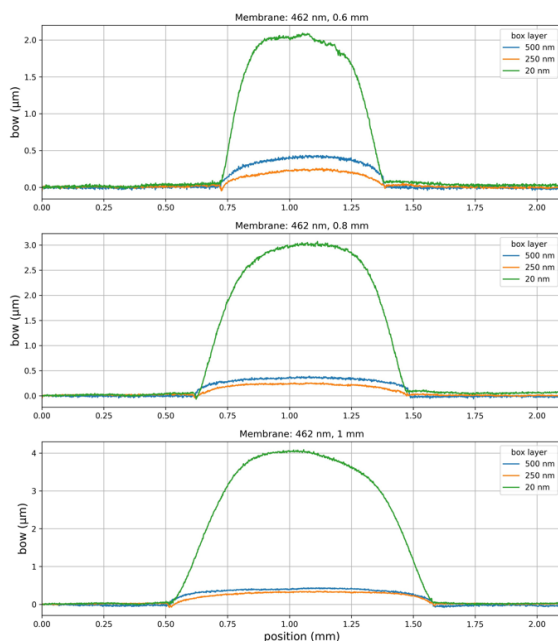 Membrane: 462 nm, 0.6 mm
bow (μm)
2.0
1.5
1.0
0.5
0.0
box layer
500 nm
250 nm
20 nm
0.00 0.25 0.50 0.75 1.00 1.25 1.50 1.75 2.00
Membrane: 462 nm, 0.8 mm
bow (μm)
3.0
2.5
2.0
1.5
1.0
0.5
0.0
box layer
500 nm
250 nm
20 nm
0.00 0.25 0.50 0.75 1.00 1.25 1.50 1.75 2.00
Membrane: 462 nm, 1 mm
bow (μm)
4
3
2
1
0
box layer
500 nm
250 nm
20 nm
0.00 0.25 0.50 0.75 1.00 1.25 1.50 1.75 2.00
position (mm)